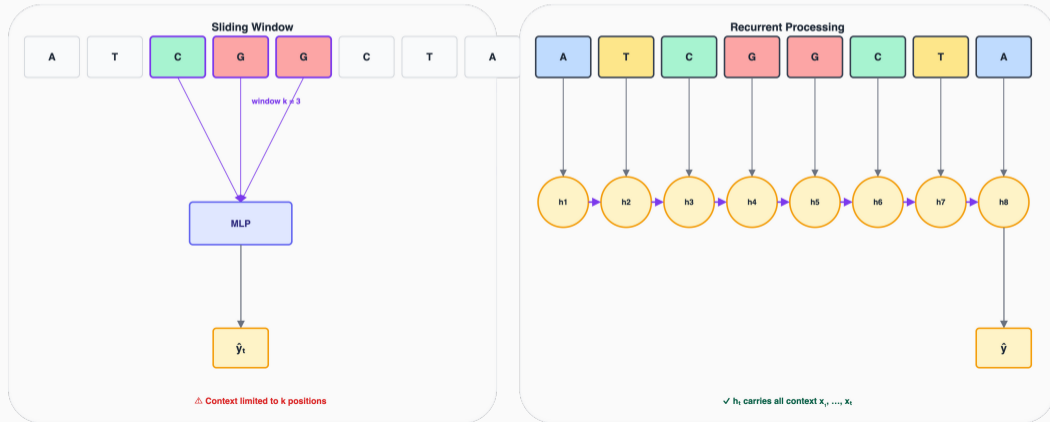 Sliding Window
A T C G G C T A
window k = 3
MLP
ŷₜ
⚠ Context limited to k positions
Recurrent Processing
A T C G G C T A
h1 h2 h3 h4 h5 h6 h7 h8
ŷ
✓ hₜ carries all context x₁, ..., xₜ